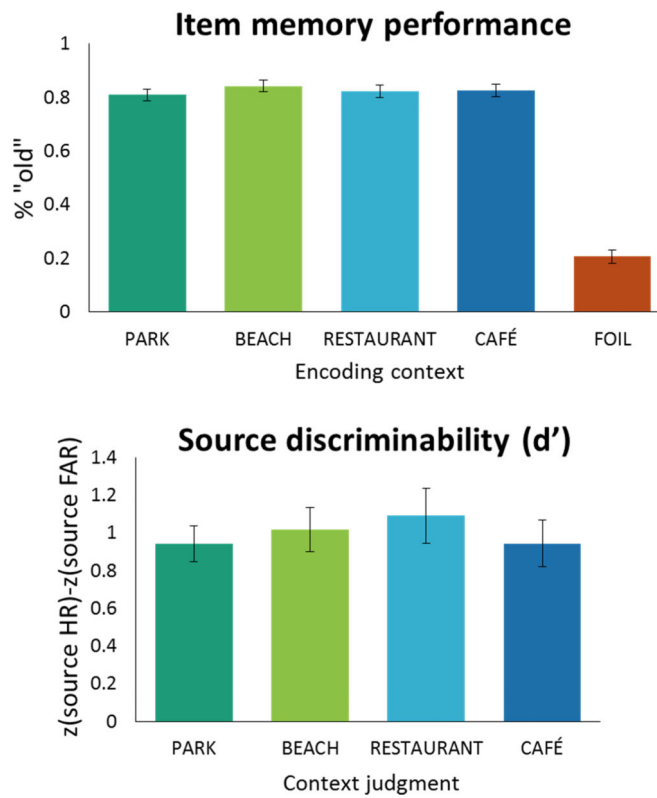 Item memory performance
% "old"
1
0.8
0.6
0.4
0.2
0
PARK BEACH RESTAURANT CAFÉ FOIL
Encoding context
Source discriminability (d’)
z(source HR)-z(source FAR)
1.4
1.2
1
0.8
0.6
0.4
0.2
0
PARK BEACH RESTAURANT CAFÉ
Context judgment